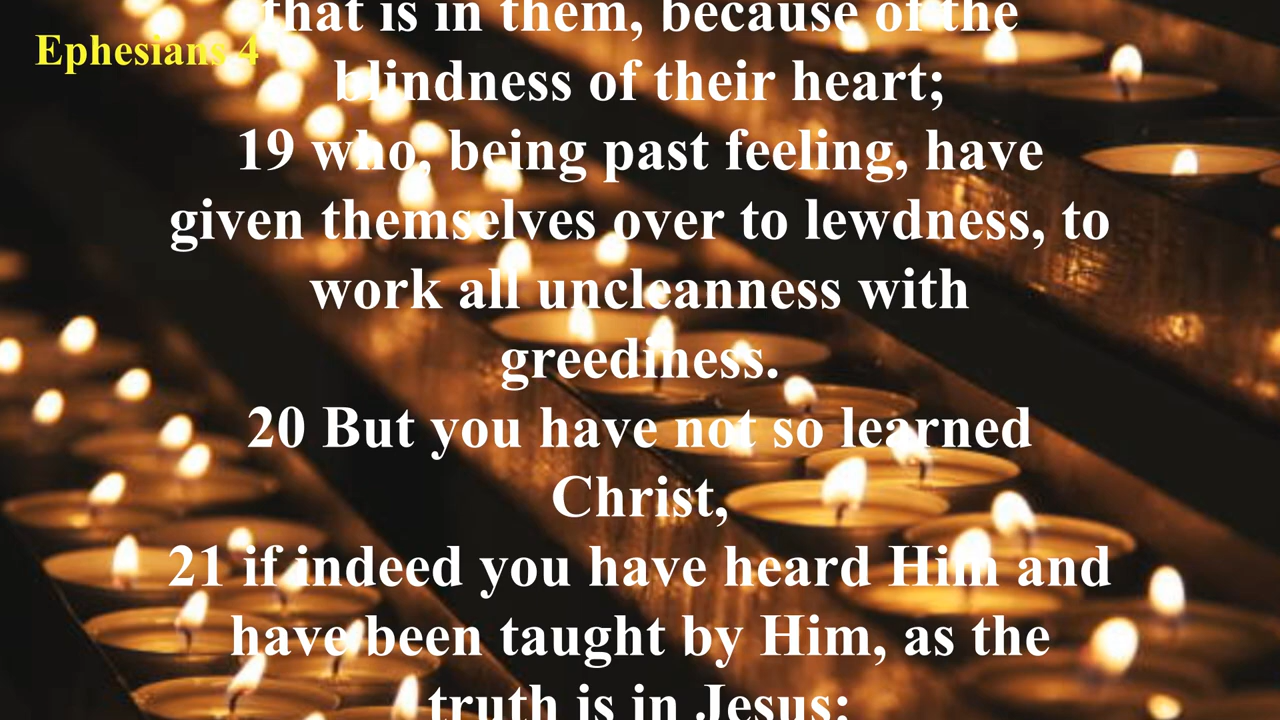 Ephesians 4
that is in them, because of the
blindness of their heart;
19 who, being past feeling, have
given themselves over to lewdness, to
work all uncleanness with
greediness.
20 But you have not so learned
Christ,
21 if indeed you have heard Him and
have been taught by Him, as the
truth is in Jesus: